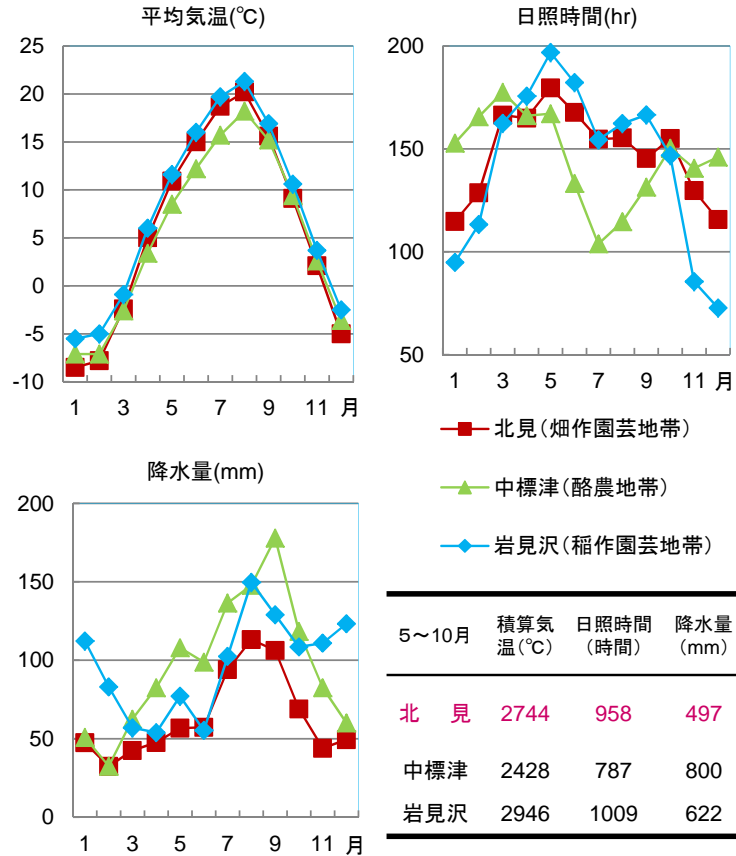 平均気温(℃)
25
20
15
10
5
0
-5
-10
1 3 5 7 9 11 月
日照時間(hr)
200
150
100
50
1 3 5 7 9 11 月
北見(畑作園芸地帯)
中標津(酪農地帯)
岩見沢(稲作園芸地帯)
降水量(mm)
200
150
100
50
0
1 3 5 7 9 11 月
5～10月 積算気温(℃) 日照時間(時間) 降水量(mm)
北 見 2744 958 497
中標津 2428 787 800
岩見沢 2946 1009 622